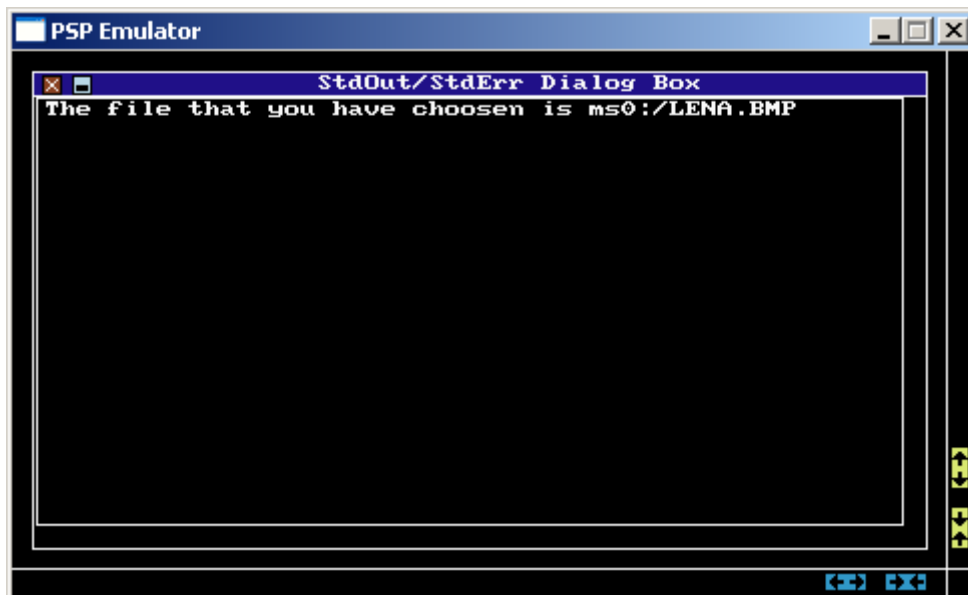 PSP Emulator
StdOut/StdErr Dialog Box
The file that you have choosen is ms0:/LENA.BMP